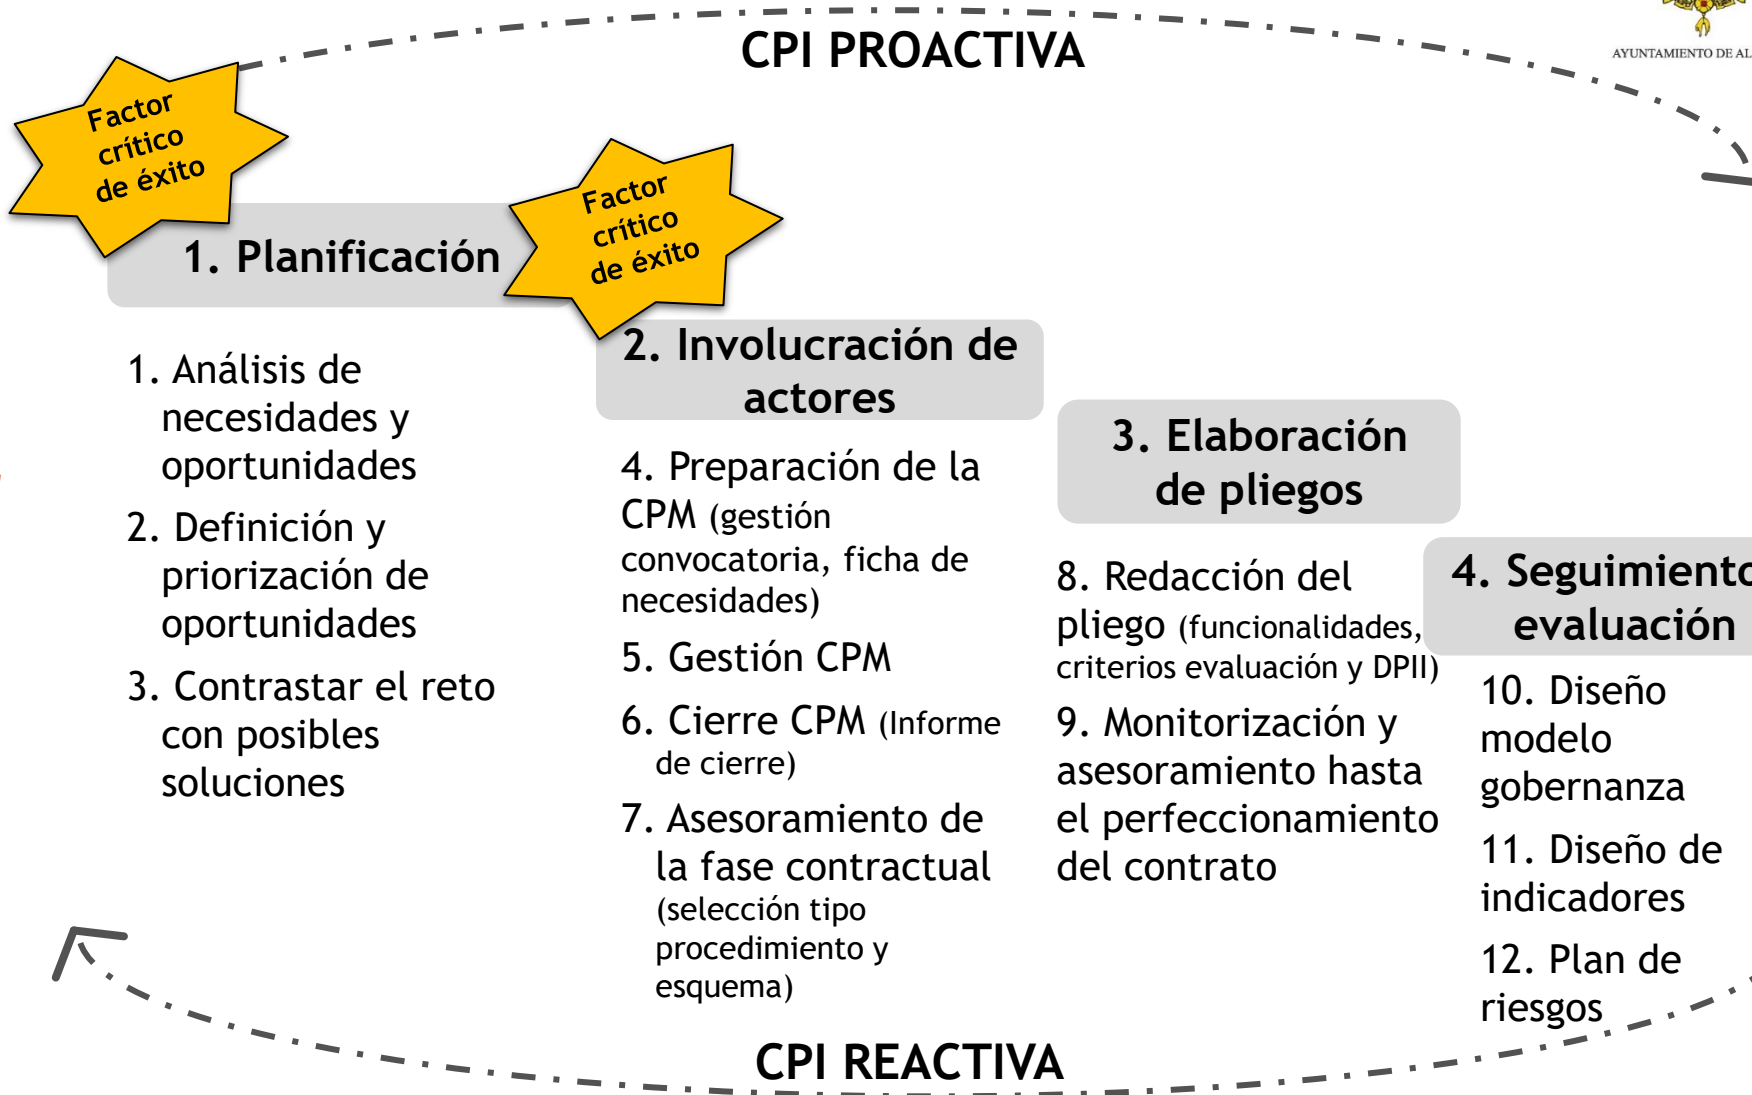 CPI PROACTIVA
AYUNTAMIENTO DE AL
Factor
crítico
de éxito
Factor
crítico
de éxito
1. Planificación
1. Análisis de
necesidades y
oportunidades
2. Definición y
priorización de
oportunidades
3. Contrastar el reto
con posibles
soluciones
2. Involucración de
actores
4. Preparación de la
CPM (gestión
convocatoria, ficha de
necesidades)
5. Gestión CPM
6. Cierre CPM (Informe
de cierre)
7. Asesoramiento de
la fase contractual
(selección tipo
procedimiento y
esquema)
3. Elaboración
de pliegos
8. Redacción del
pliego (funcionalidades,
criterios evaluación y DPII)
9. Monitorización y
asesoramiento hasta
el perfeccionamiento
del contrato
4. Seguimiento
evaluación
10. Diseño
modelo
gobernanza
11. Diseño de
indicadores
12. Plan de
riesgos
CPI REACTIVA